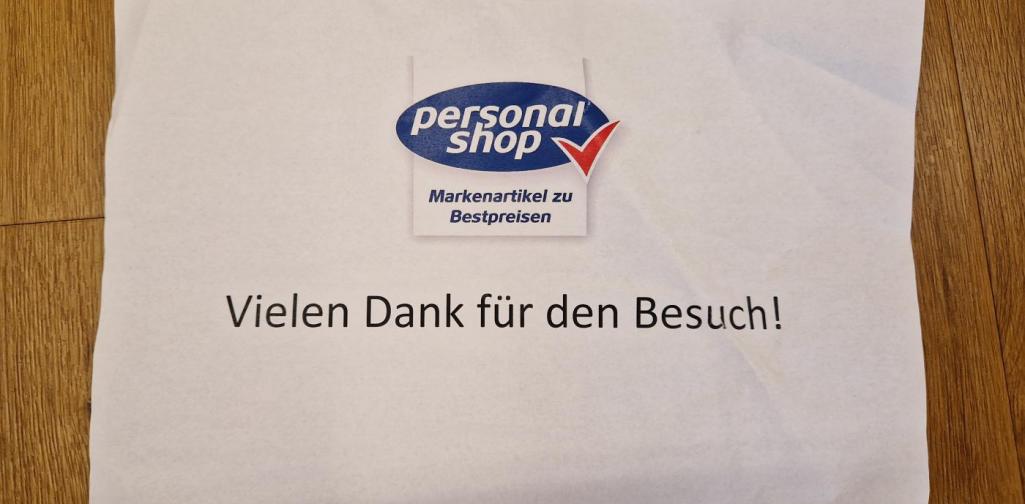 personal
shop
Markenartikel zu
Bestpreisen
Vielen Dank für den Besuch!